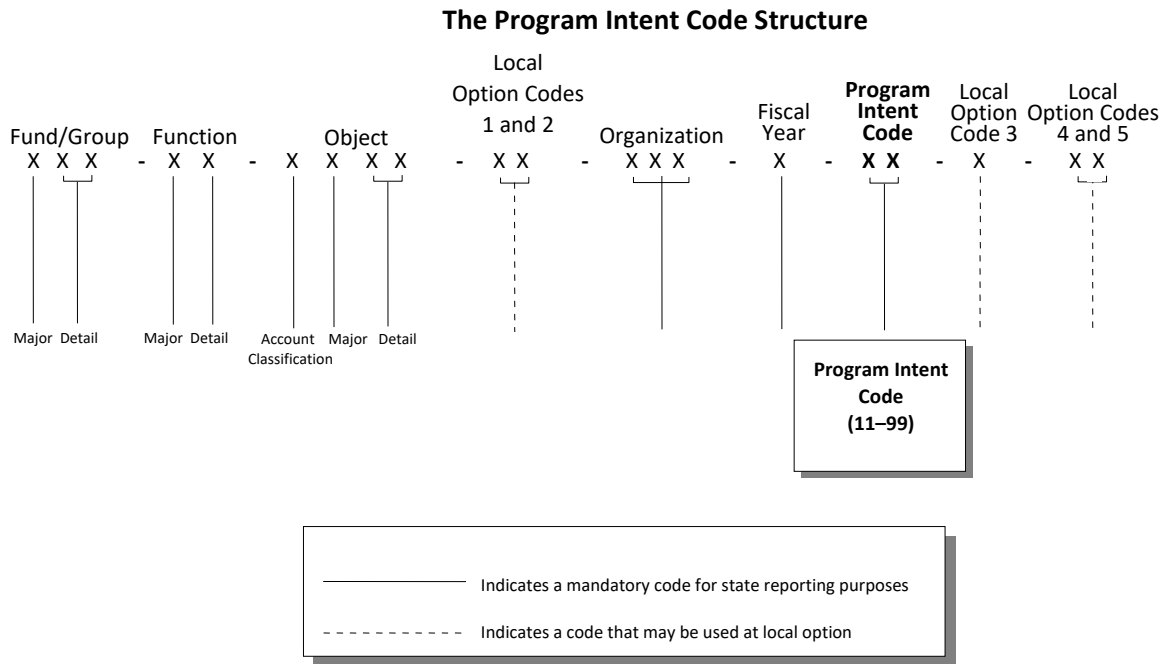 The Program Intent Code Structure
Local
Option Codes
1 and 2
Fund/Group
Function
Object
Organization
Fiscal
Year
Program
Intent
Code
Local
Option
Code 3
Local
Option Codes
4 and 5
X X X - X X - X X X X - X X - X X X - X - X X - X - X X
Major Detail
Major Detail
Account
Classification
Major Detail
Program Intent
Code
(11–99)
Indicates a mandatory code for state reporting purposes
Indicates a code that may be used at local option